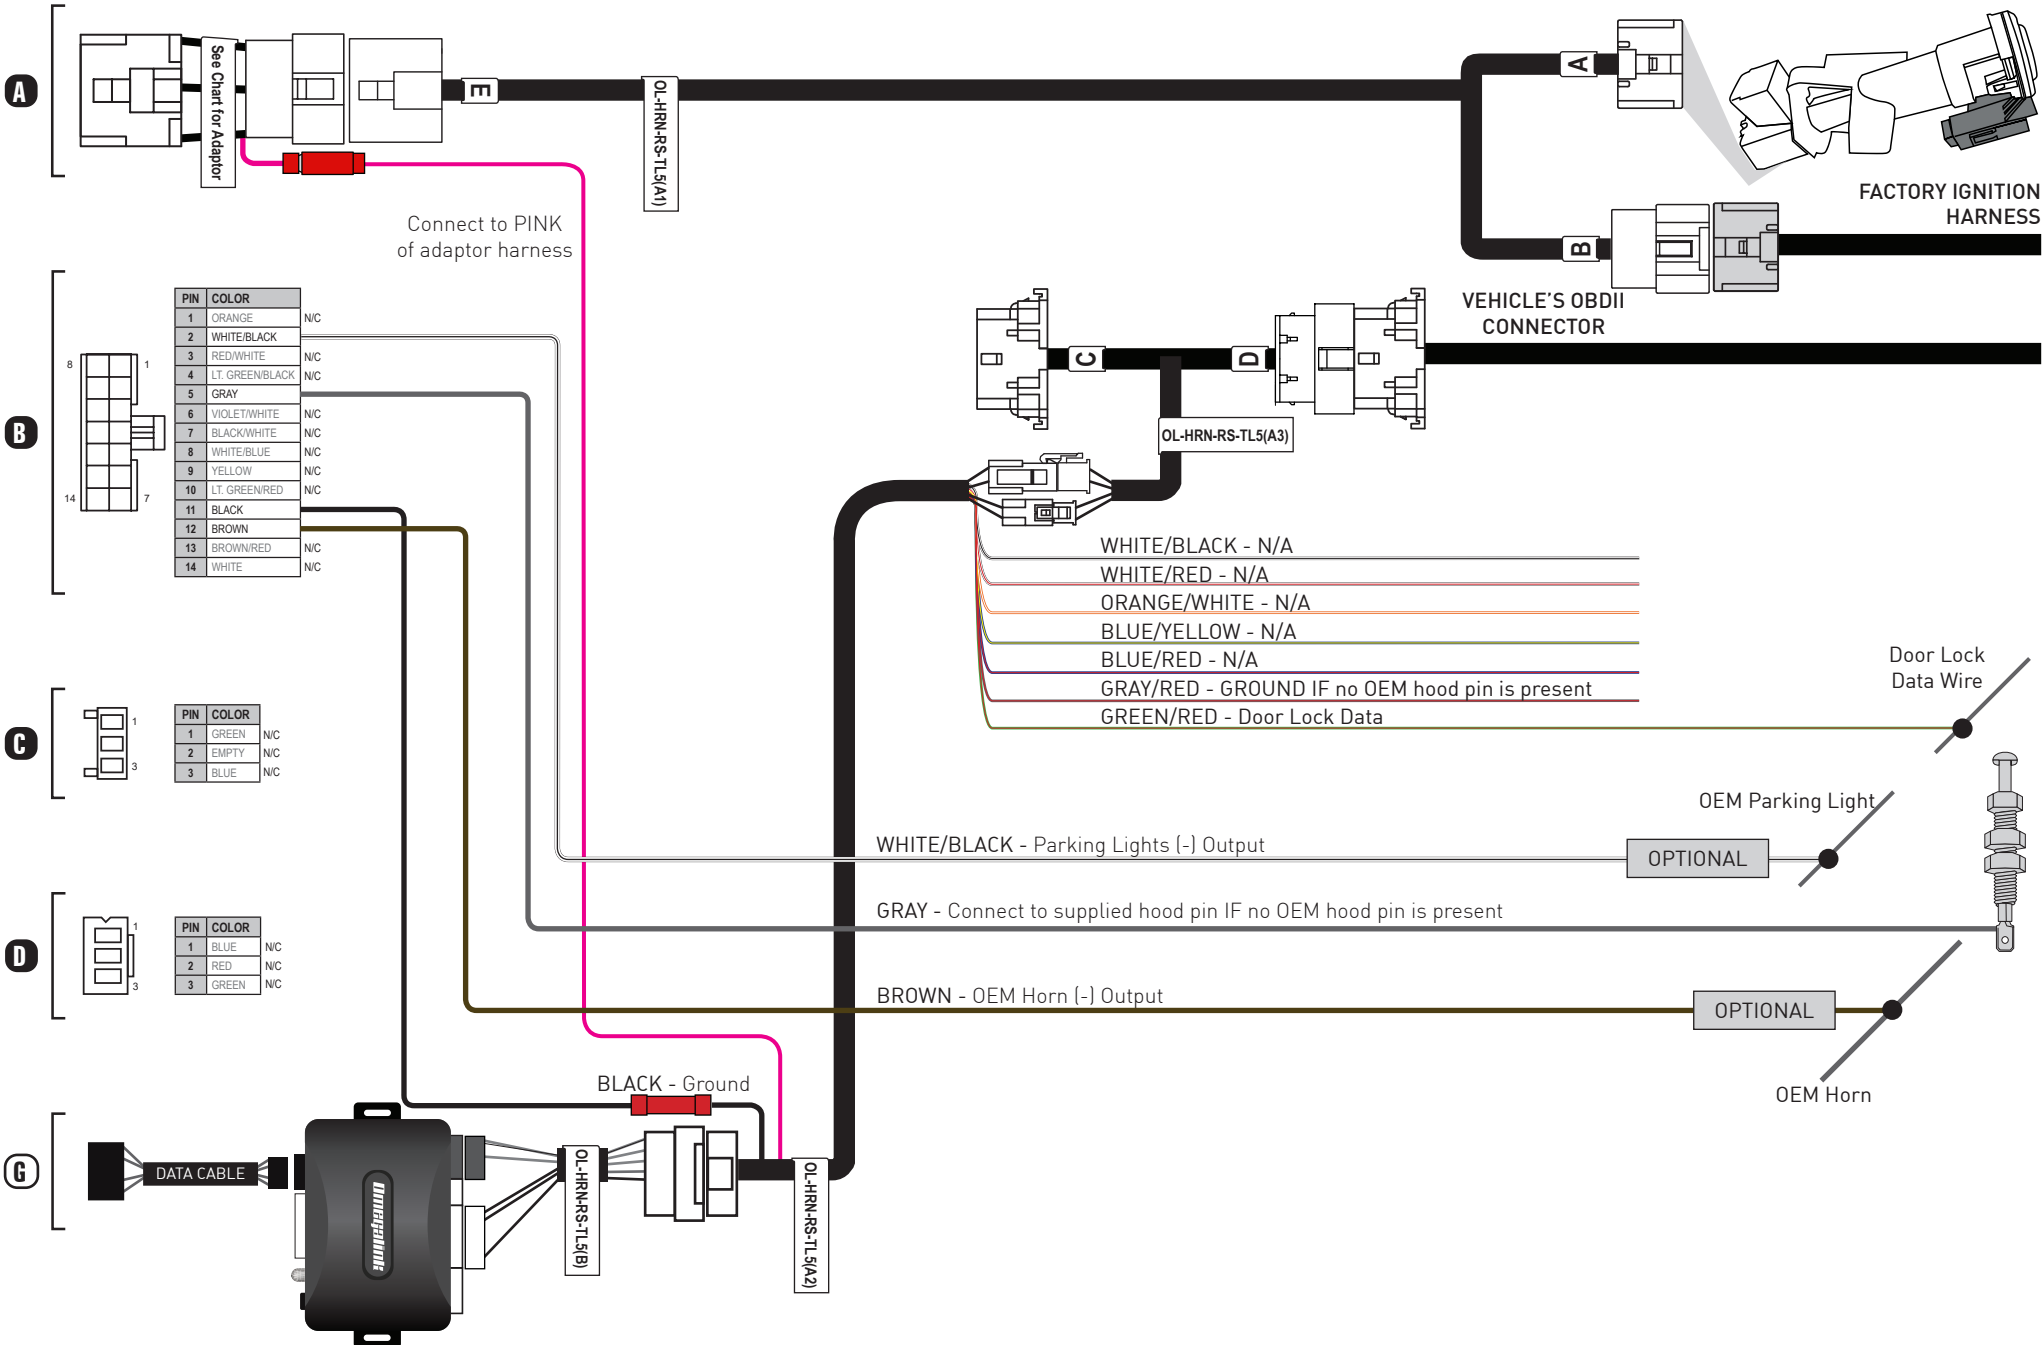 A
See Chart for Adaptor
E
OL-HRN-RS-TL5(A1)
A
B
FACTORY IGNITION
HARNESS
Connect to PINK
of adaptor harness
VEHICLE'S OBDII
CONNECTOR
C
D
OL-HRN-RS-TL5(A3)
B
8
1
14
7
PIN COLOR
1 ORANGE N/C
2 WHITE/BLACK
3 RED/WHITE N/C
4 LT. GREEN/BLACK N/C
5 GRAY
6 VIOLET/WHITE N/C
7 BLACK/WHITE N/C
8 WHITE/BLUE N/C
9 YELLOW N/C
10 LT. GREEN/RED N/C
11 BLACK
12 BROWN
13 BROWN/RED N/C
14 WHITE N/C
WHITE/BLACK - N/A
WHITE/RED - N/A
ORANGE/WHITE - N/A
BLUE/YELLOW - N/A
BLUE/RED - N/A
GRAY/RED - GROUND IF no OEM hood pin is present
GREEN/RED - Door Lock Data
Door Lock
Data Wire
C
1
3
PIN COLOR
1 GREEN N/C
2 EMPTY N/C
3 BLUE N/C
OEM Parking Light
WHITE/BLACK - Parking Lights (-) Output
OPTIONAL
GRAY - Connect to supplied hood pin IF no OEM hood pin is present
D
1
3
PIN COLOR
1 BLUE N/C
2 RED N/C
3 GREEN N/C
BROWN - OEM Horn (-) Output
OPTIONAL
OEM Horn
BLACK - Ground
G
DATA CABLE
Omegalink
OL-HRN-RS-TL5(B)
OL-HRN-RS-TL5(A2)